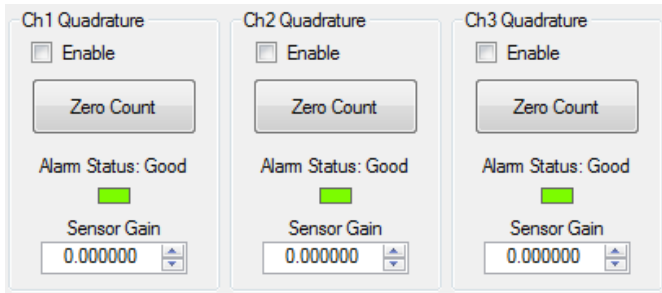 Ch1 Quadrature
Enable
Zero Count
Alarm Status: Good
Sensor Gain
0.000000
Ch2 Quadrature
Enable
Zero Count
Alarm Status: Good
Sensor Gain
0.000000
Ch3 Quadrature
Enable
Zero Count
Alarm Status: Good
Sensor Gain
0.000000